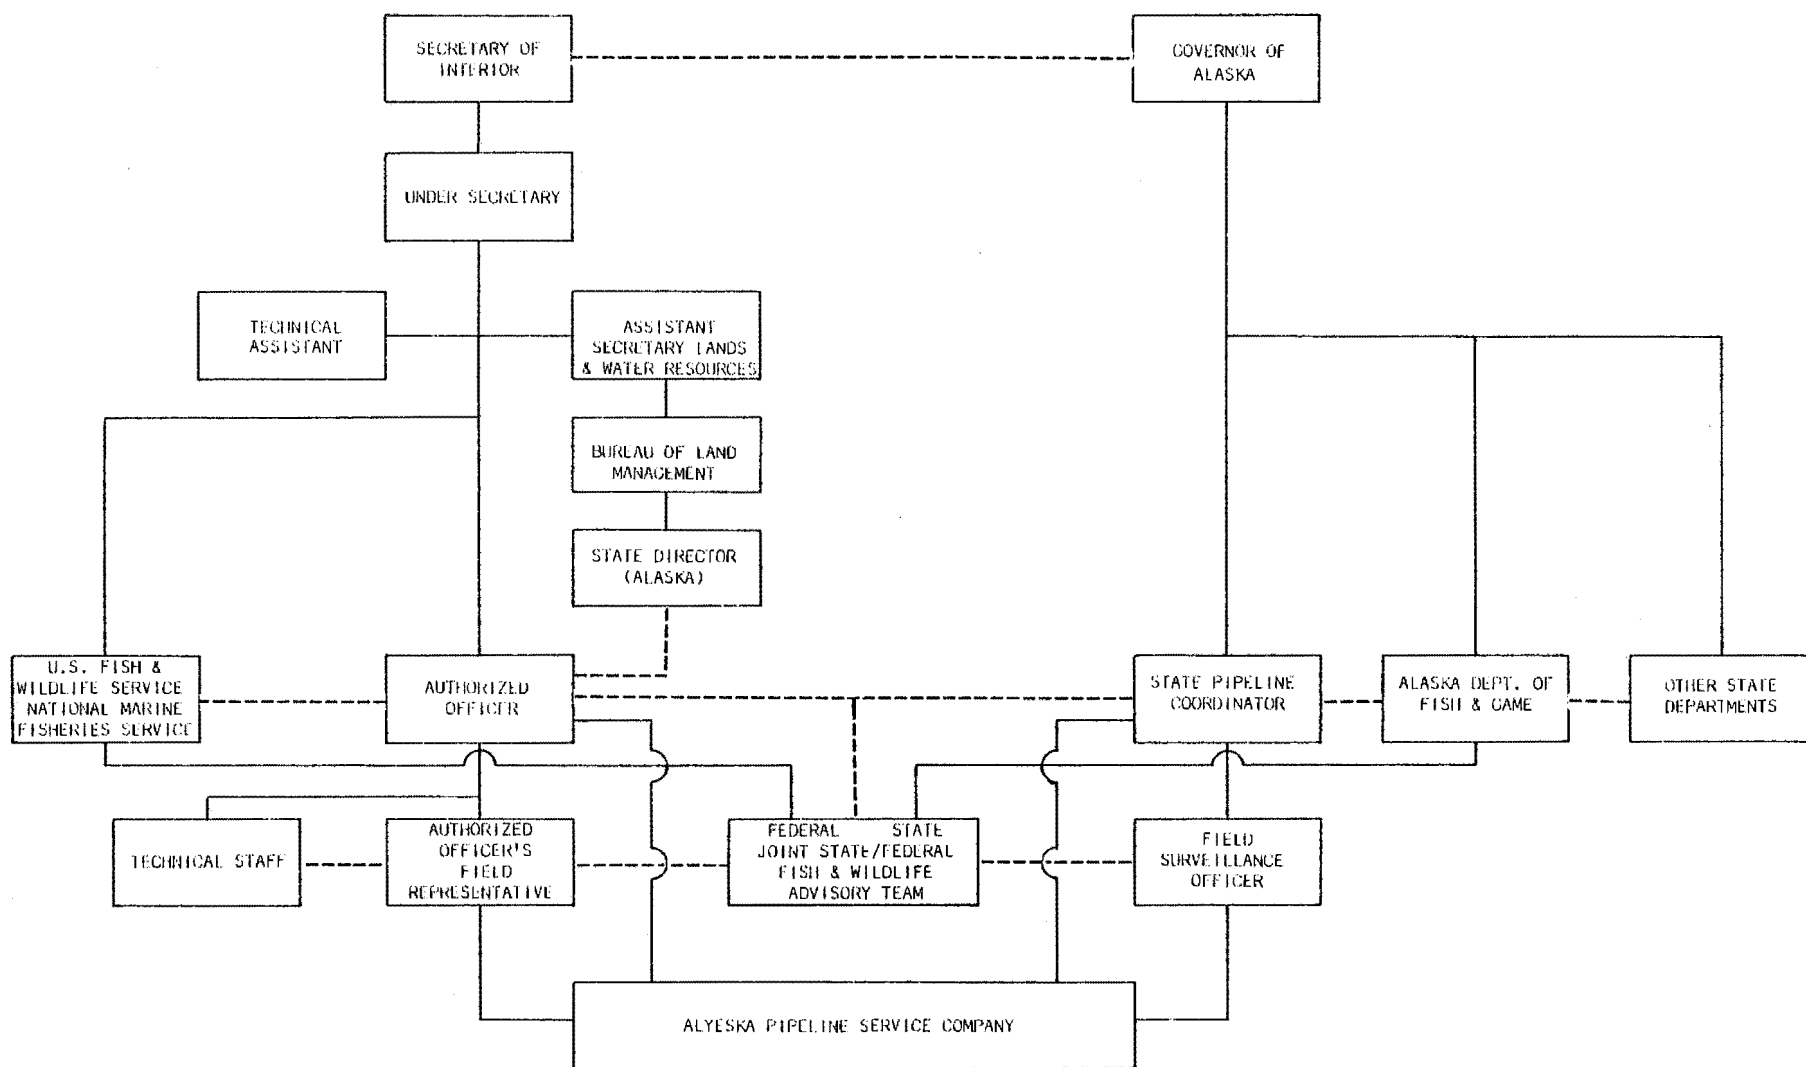 SECRETARY OF
INTERIOR
GOVERNOR OF
ALASKA
UNDER SECRETARY
TECHNICAL
ASSISTANT
ASSISTANT
SECRETARY LANDS
& WATER RESOURCES
BUREAU OF LAND
MANAGEMENT
STATE DIRECTOR
(ALASKA)
U.S. FISH &
WILDLIFE SERVICE
NATIONAL MARINE
FISHERIES SERVICE
AUTHORIZED
OFFICER
STATE PIPELINE
COORDINATOR
ALASKA DEPT. OF
FISH & GAME
OTHER STATE
DEPARTMENTS
TECHNICAL STAFF
AUTHORIZED
OFFICER'S
FIELD
REPRESENTATIVE
FEDERAL STATE
JOINT STATE/FEDERAL
FISH & WILDLIFE
ADVISORY TEAM
FIELD
SURVEILLANCE
OFFICER
ALYESKA PIPELINE SERVICE COMPANY